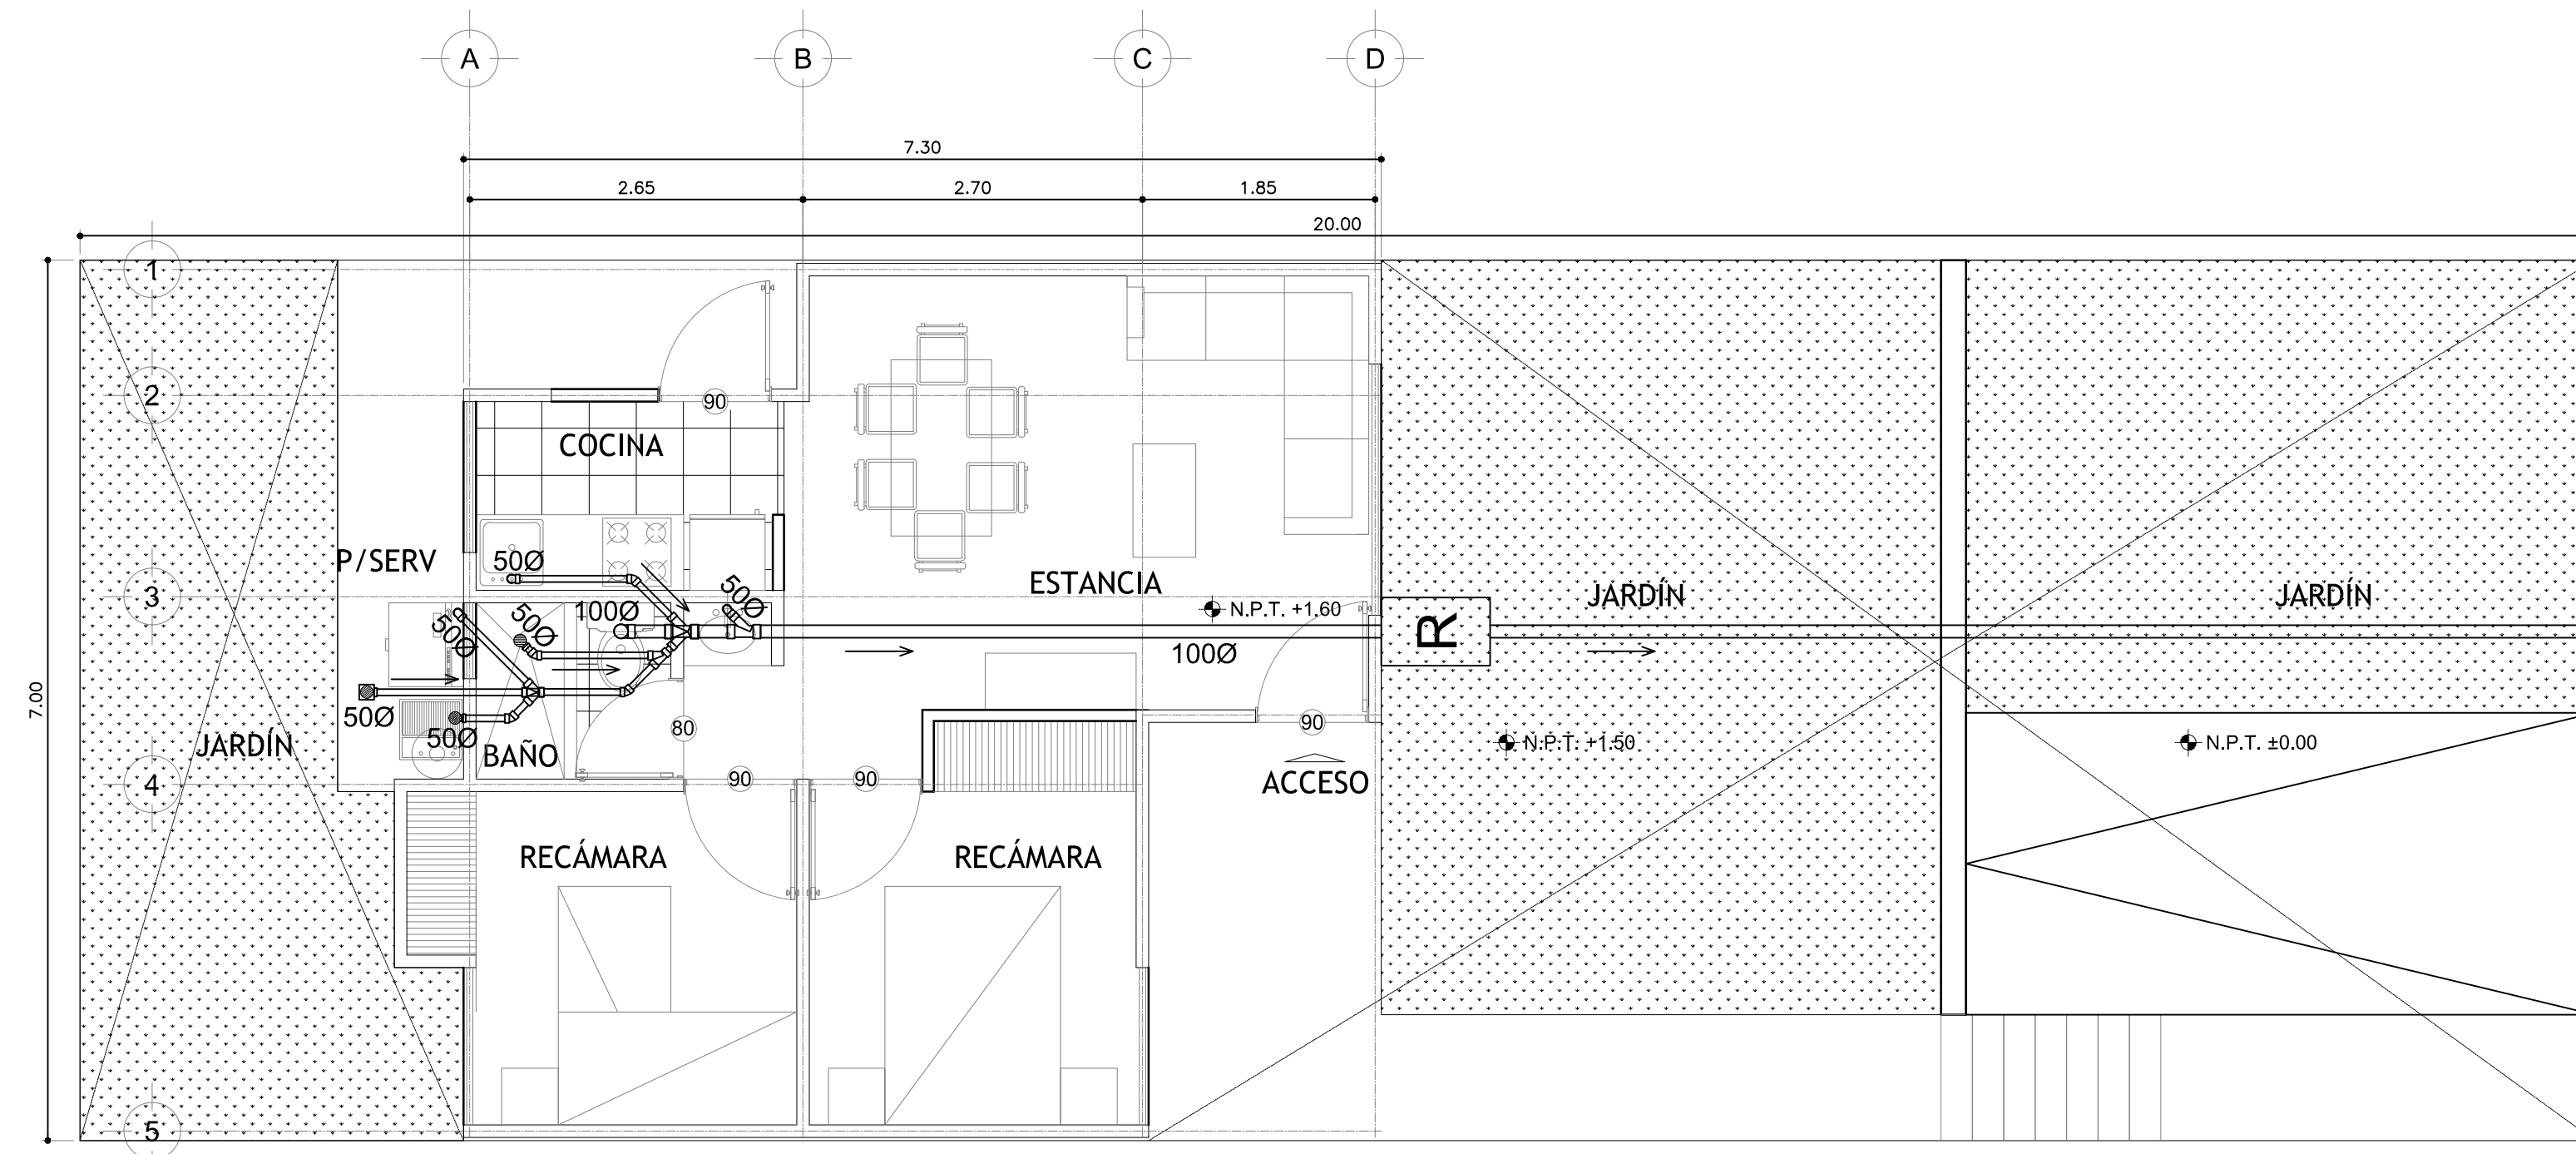 A B C D
7.30
2.65 2.70 1.85
20.00
1
2
90
COCINA
P/SERV
50Ø
ESTANCIA
JARDÍN
JARDÍN
3
50Ø
100Ø
50Ø
50Ø
N.P.T. +1.60
R
100Ø
7.00
50Ø
50Ø
80
90
JARDÍN
BAÑO
N.P.T. +1.50
N.P.T. ±0.00
4
90
90
ACCESO
RECÁMARA
RECÁMARA
5